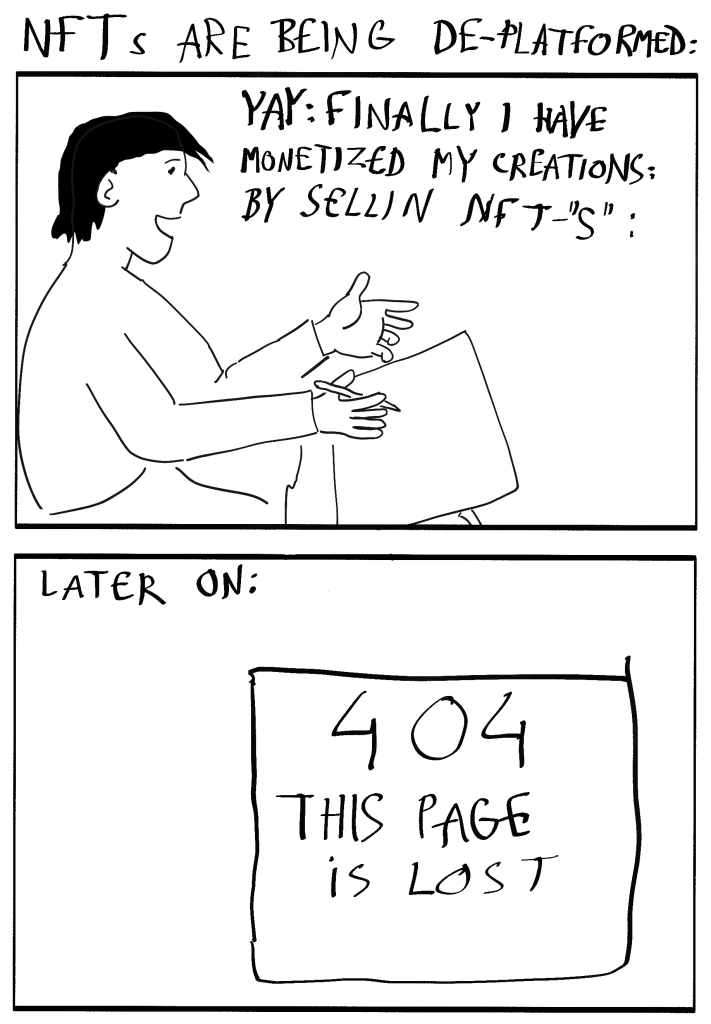 NFTs ARE BEING DE-PLATFORMED:
YAY: FINALLY I HAVE
MONETIZED MY CREATIONS:
BY SELLIN NFT-"S":
LATER ON:
404
THIS PAGE
iS LOST